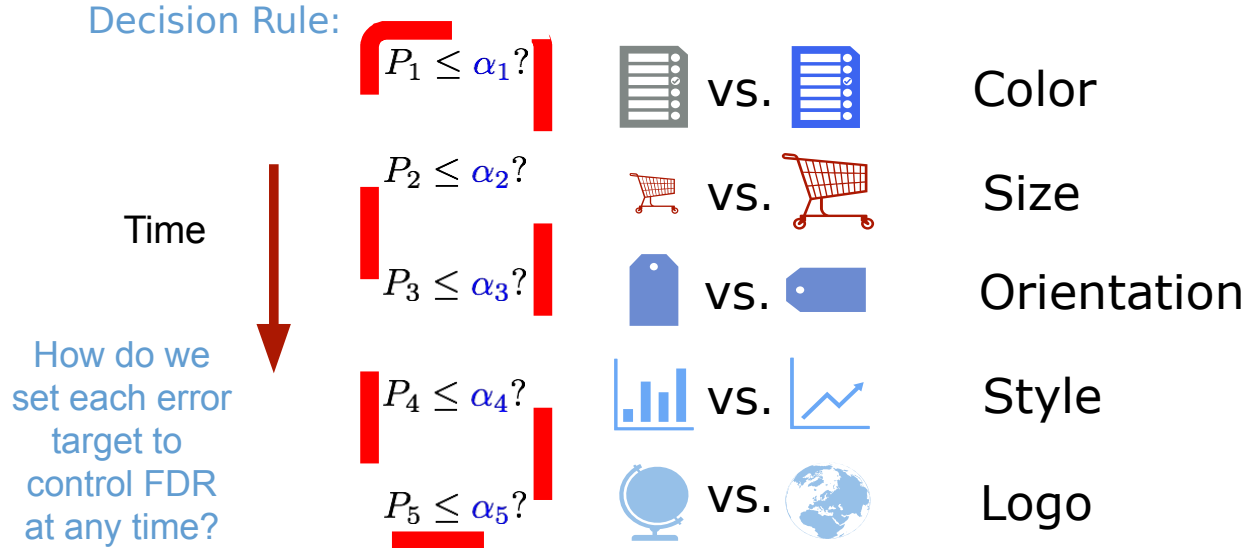 Decision Rule:
P₁ ≤ α₁?
vs.
Color
P₂ ≤ α₂?
vs.
Size
Time
P₃ ≤ α₃?
vs.
Orientation
How do we
set each error
target to
control FDR
at any time?
P₄ ≤ α₄?
vs.
Style
P₅ ≤ α₅?
vs.
Logo